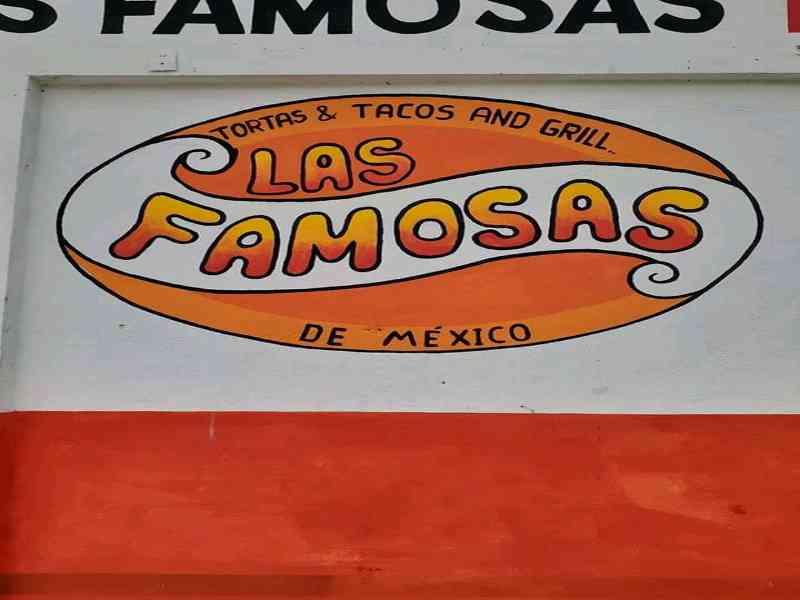 S FAMOSAS
TORTAS & TACOS AND GRILL..
LAS
FAMOSAS
DE MÉXICO